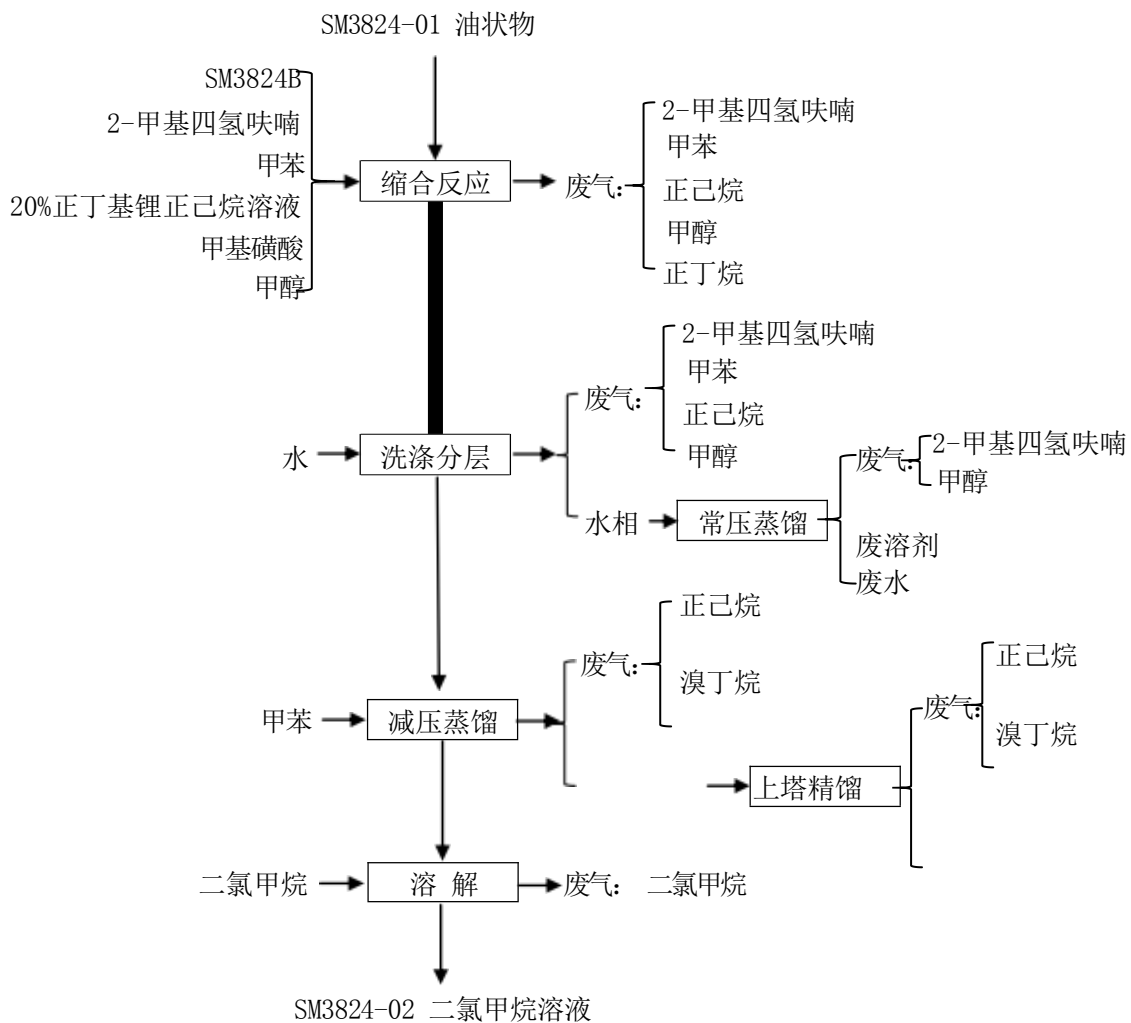 SM3824-01 油状物
SM3824B
2-甲基四氢呋喃
甲苯
20%正丁基锂正己烷溶液
甲基磺酸
甲醇
缩合反应
废气:
2-甲基四氢呋喃
甲苯
正己烷
甲醇
正丁烷
水
洗涤分层
废气:
2-甲基四氢呋喃
甲苯
正己烷
甲醇
水相
常压蒸馏
废气:
2-甲基四氢呋喃
甲醇
废溶剂
废水
甲苯
减压蒸馏
废气:
正己烷
溴丁烷
上塔精馏
废气:
正己烷
溴丁烷
二氯甲烷
溶 解
废气: 二氯甲烷
SM3824-02 二氯甲烷溶液